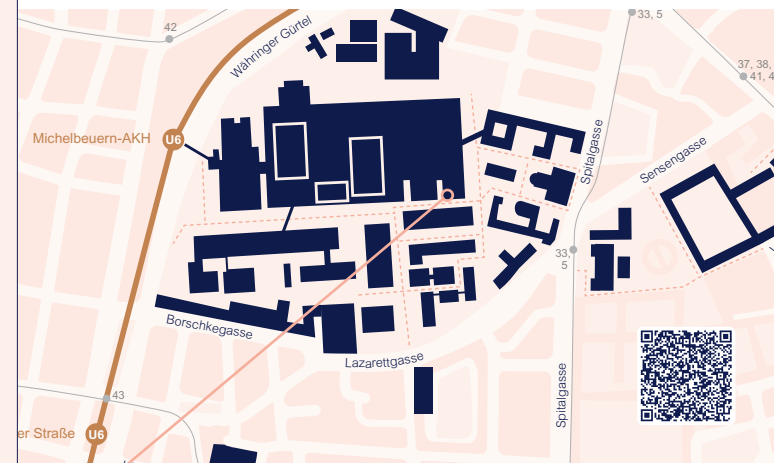 42
Währinger Gürtel
33, 5
37, 38,
41, 4
Michelbeuern-AKH
U6
Spitalgasse
Sensengasse
33,
5
Borschkegasse
Lazarettgasse
Spitalgasse
43
er Straße
U6